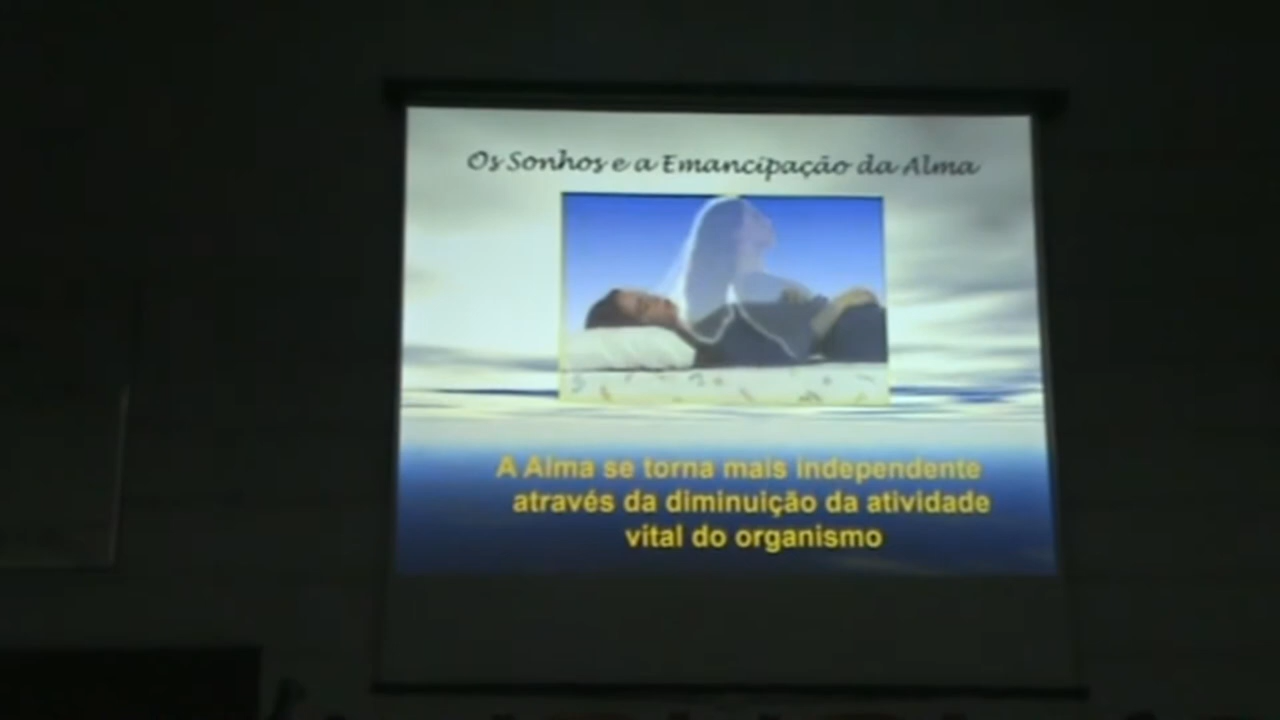 Os Sonhos e a Emancipação da Alma
A Alma se torna mais independente
através da diminuição da atividade
vital do organismo